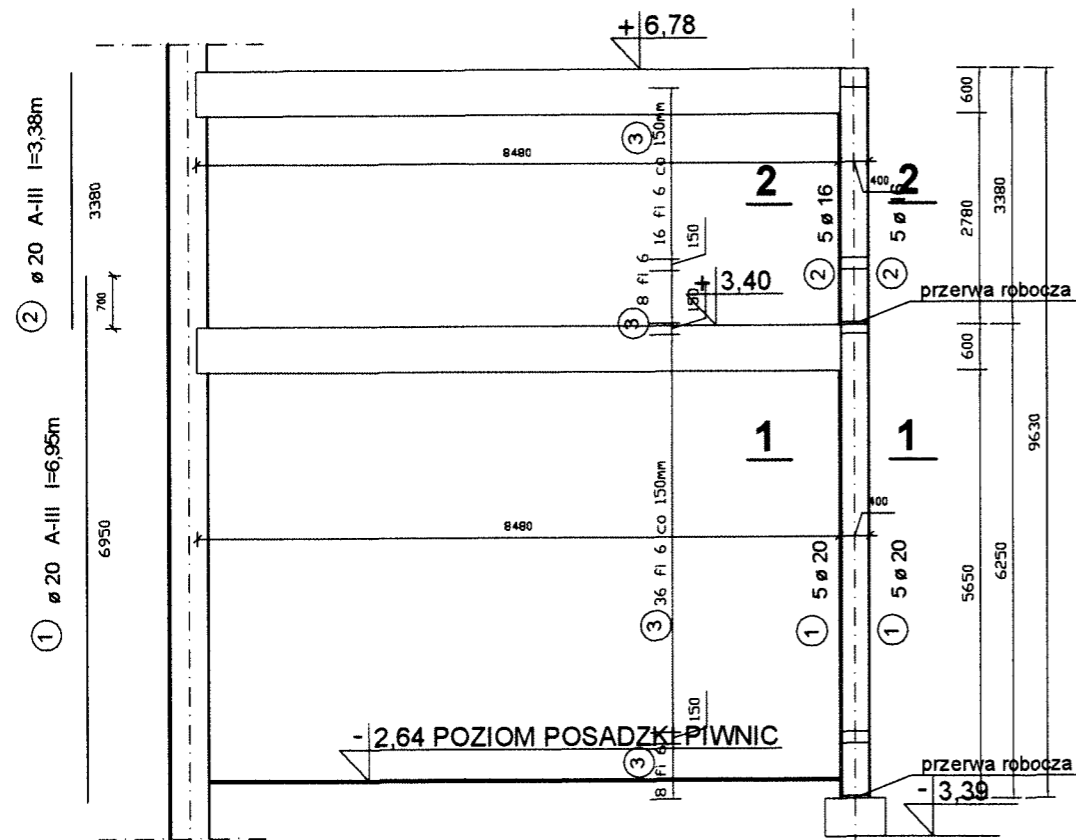 + 6,78
② ø 20 A-III l=3,38m
3380
700
① ø 20 A-III l=6,95m
6950
8480
③
16 fi 6 co 150mm
150
③
8 fi 6
150
+ 3,40
2
2
5 ø 16
②
5 ø
②
400
przerwa robocza
600
2780
3380
600
5650
6250
9630
1
1
8480
400
③
36 fi 6 co 150mm
5 ø 20
①
5 ø 20
①
150
- 2,64 POZIOM POSADZKI PIWNIC
③
8 fi 6
przerwa robocza
- 3,39